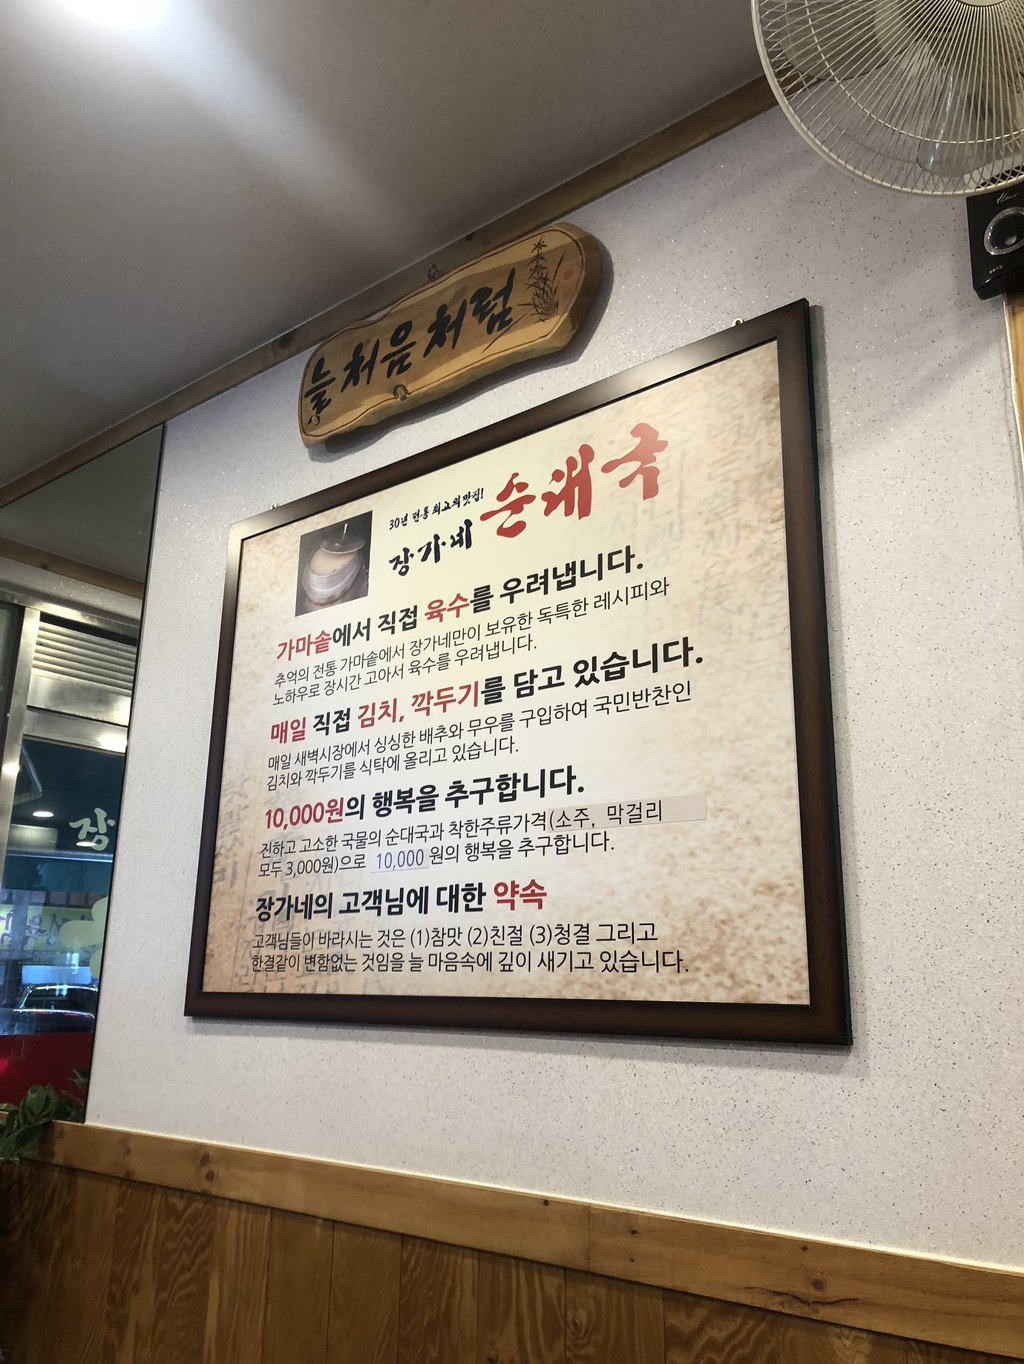 늘 처음처럼
30년 전통 최고의 맛집!
장가네 순대국
가마솥에서 직접 육수를 우려냅니다.
추억의 전통 가마솥에서 장가네만이 보유한 독특한 레시피와
노하우로 장시간 고아서 육수를 우려냅니다.
매일 직접 김치, 깍두기를 담고 있습니다.
매일 새벽시장에서 싱싱한 배추와 무우를 구입하여 국민반찬인
김치와 깍두기를 식탁에 올리고 있습니다.
10,000원의 행복을 추구합니다.
진하고 고소한 국물의 순대국과 착한주류가격(소주, 막걸리
모두 3,000원)으로 10,000 원의 행복을 추구합니다.
장가네의 고객님에 대한 약속
고객님들이 바라시는 것은 (1)참맛 (2)친절 (3)청결 그리고
한결같이 변함없는 것임을 늘 마음속에 깊이 새기고 있습니다.
장